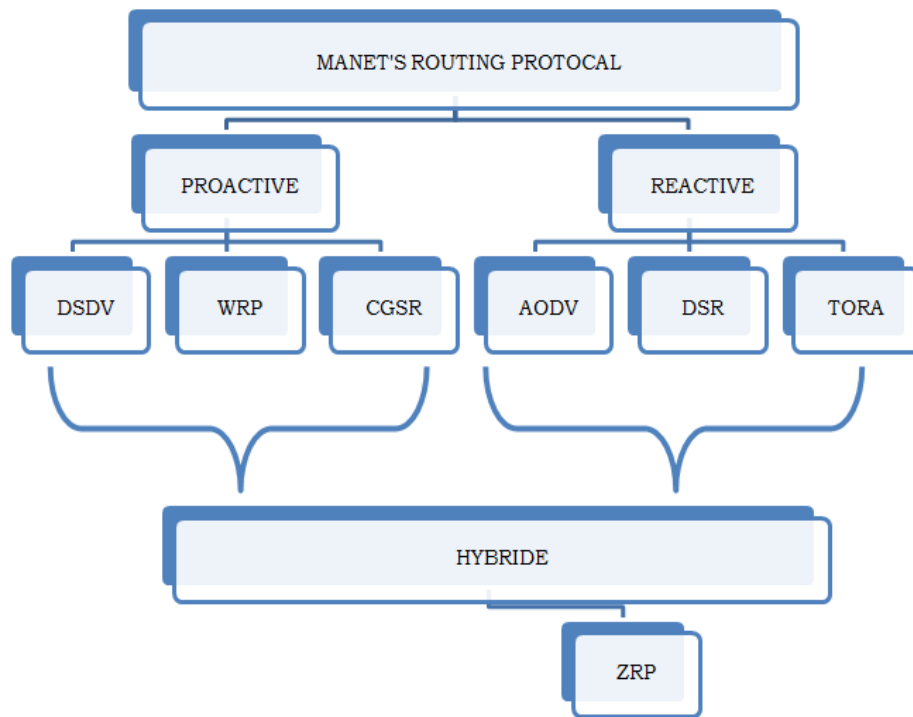 MANET'S ROUTING PROTOCAL
PROACTIVE
REACTIVE
DSDV
WRP
CGSR
AODV
DSR
TORA
HYBRIDE
ZRP